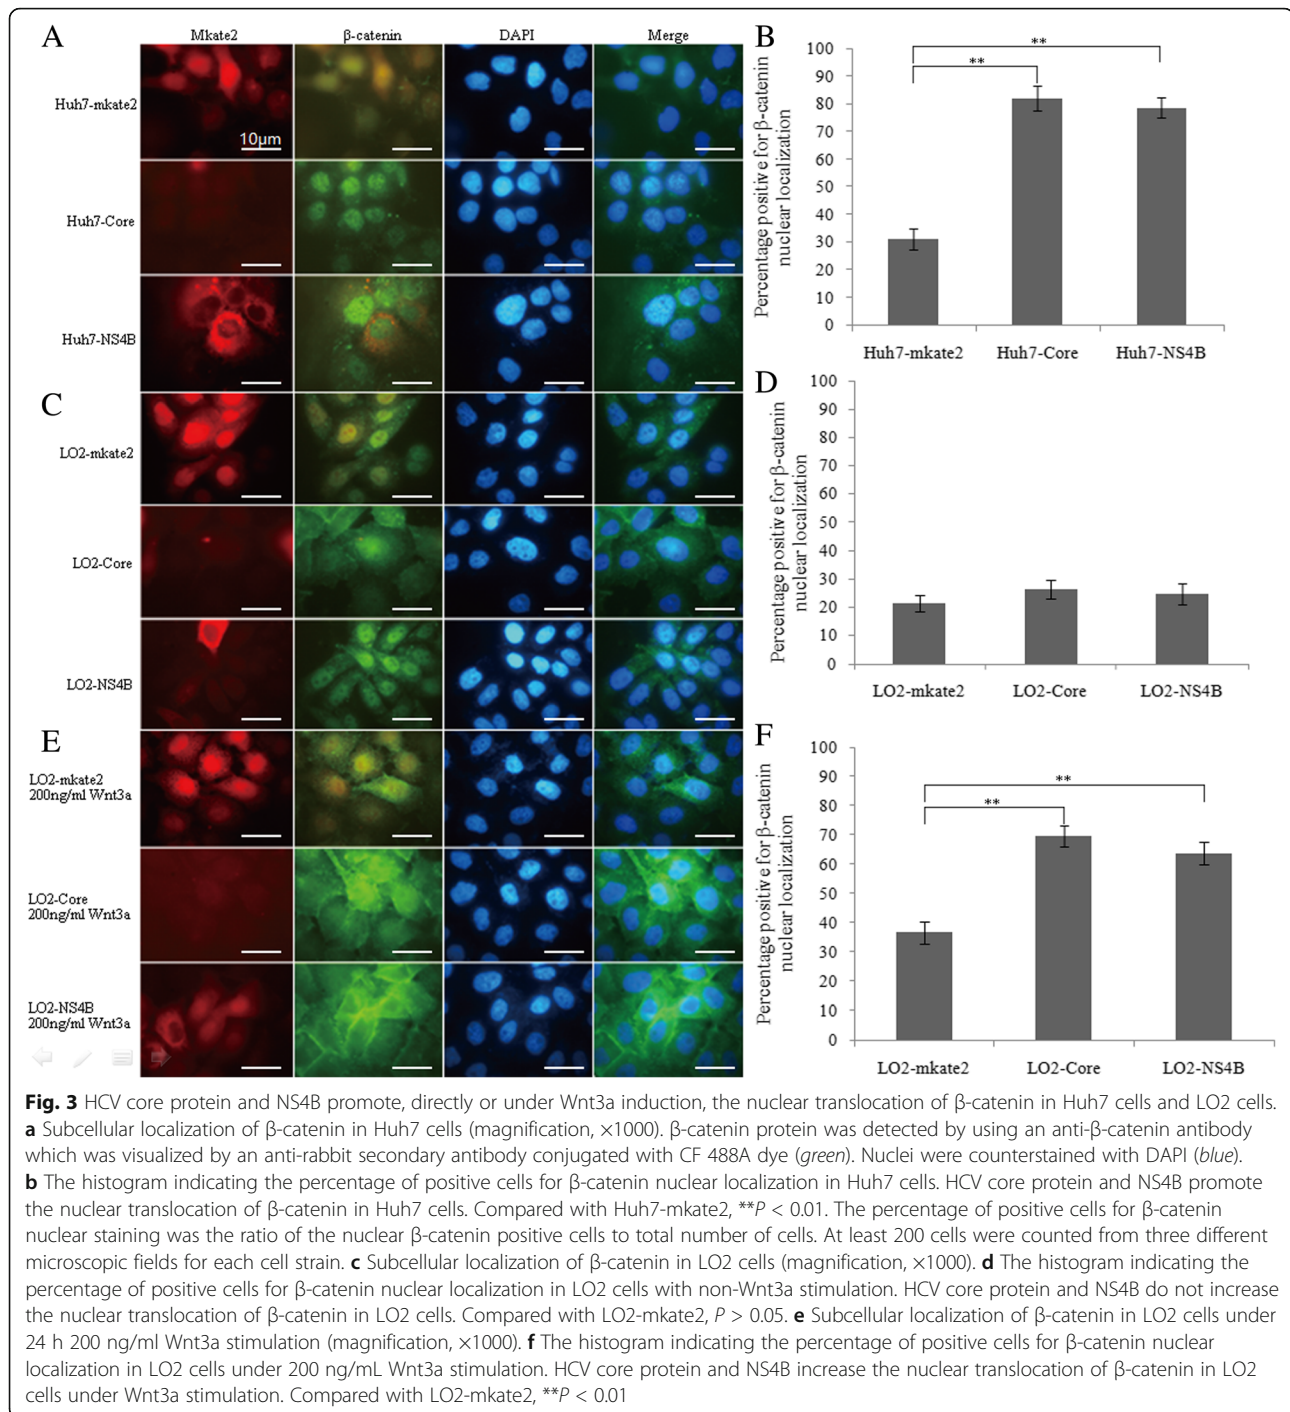 A
Mkate2 β-catenin DAPI Merge
Huh7-mkate2
10μm
Huh7-Core
Huh7-NS4B
B
Percentage positive for β-catenin
nuclear localization
100
90
80
70
60
50
40
30
20
10
0
** **
Huh7-mkate2 Huh7-Core Huh7-NS4B
C
LO2-mkate2
LO2-Core
LO2-NS4B
D
Percentage positive for β-catenin
nuclear localization
100
90
80
70
60
50
40
30
20
10
0
LO2-mkate2 LO2-Core LO2-NS4B
E
LO2-mkate2
200ng/ml Wnt3a
LO2-Core
200ng/ml Wnt3a
LO2-NS4B
200ng/ml Wnt3a
F
Percentage positive for β-catenin
nuclear localization
100
90
80
70
60
50
40
30
20
10
0
** **
LO2-mkate2 LO2-Core LO2-NS4B
Fig. 3 HCV core protein and NS4B promote, directly or under Wnt3a induction, the nuclear translocation of β-catenin in Huh7 cells and LO2 cells.
a Subcellular localization of β-catenin in Huh7 cells (magnification, ×1000). β-catenin protein was detected by using an anti-β-catenin antibody
which was visualized by an anti-rabbit secondary antibody conjugated with CF 488A dye (green). Nuclei were counterstained with DAPI (blue).
b The histogram indicating the percentage of positive cells for β-catenin nuclear localization in Huh7 cells. HCV core protein and NS4B promote
the nuclear translocation of β-catenin in Huh7 cells. Compared with Huh7-mkate2, **P < 0.01. The percentage of positive cells for β-catenin
nuclear staining was the ratio of the nuclear β-catenin positive cells to total number of cells. At least 200 cells were counted from three different
microscopic fields for each cell strain. c Subcellular localization of β-catenin in LO2 cells (magnification, ×1000). d The histogram indicating the
percentage of positive cells for β-catenin nuclear localization in LO2 cells with non-Wnt3a stimulation. HCV core protein and NS4B do not increase
the nuclear translocation of β-catenin in LO2 cells. Compared with LO2-mkate2, P > 0.05. e Subcellular localization of β-catenin in LO2 cells under
24 h 200 ng/ml Wnt3a stimulation (magnification, ×1000). f The histogram indicating the percentage of positive cells for β-catenin nuclear
localization in LO2 cells under 200 ng/mL Wnt3a stimulation. HCV core protein and NS4B increase the nuclear translocation of β-catenin in LO2
cells under Wnt3a stimulation. Compared with LO2-mkate2, **P < 0.01